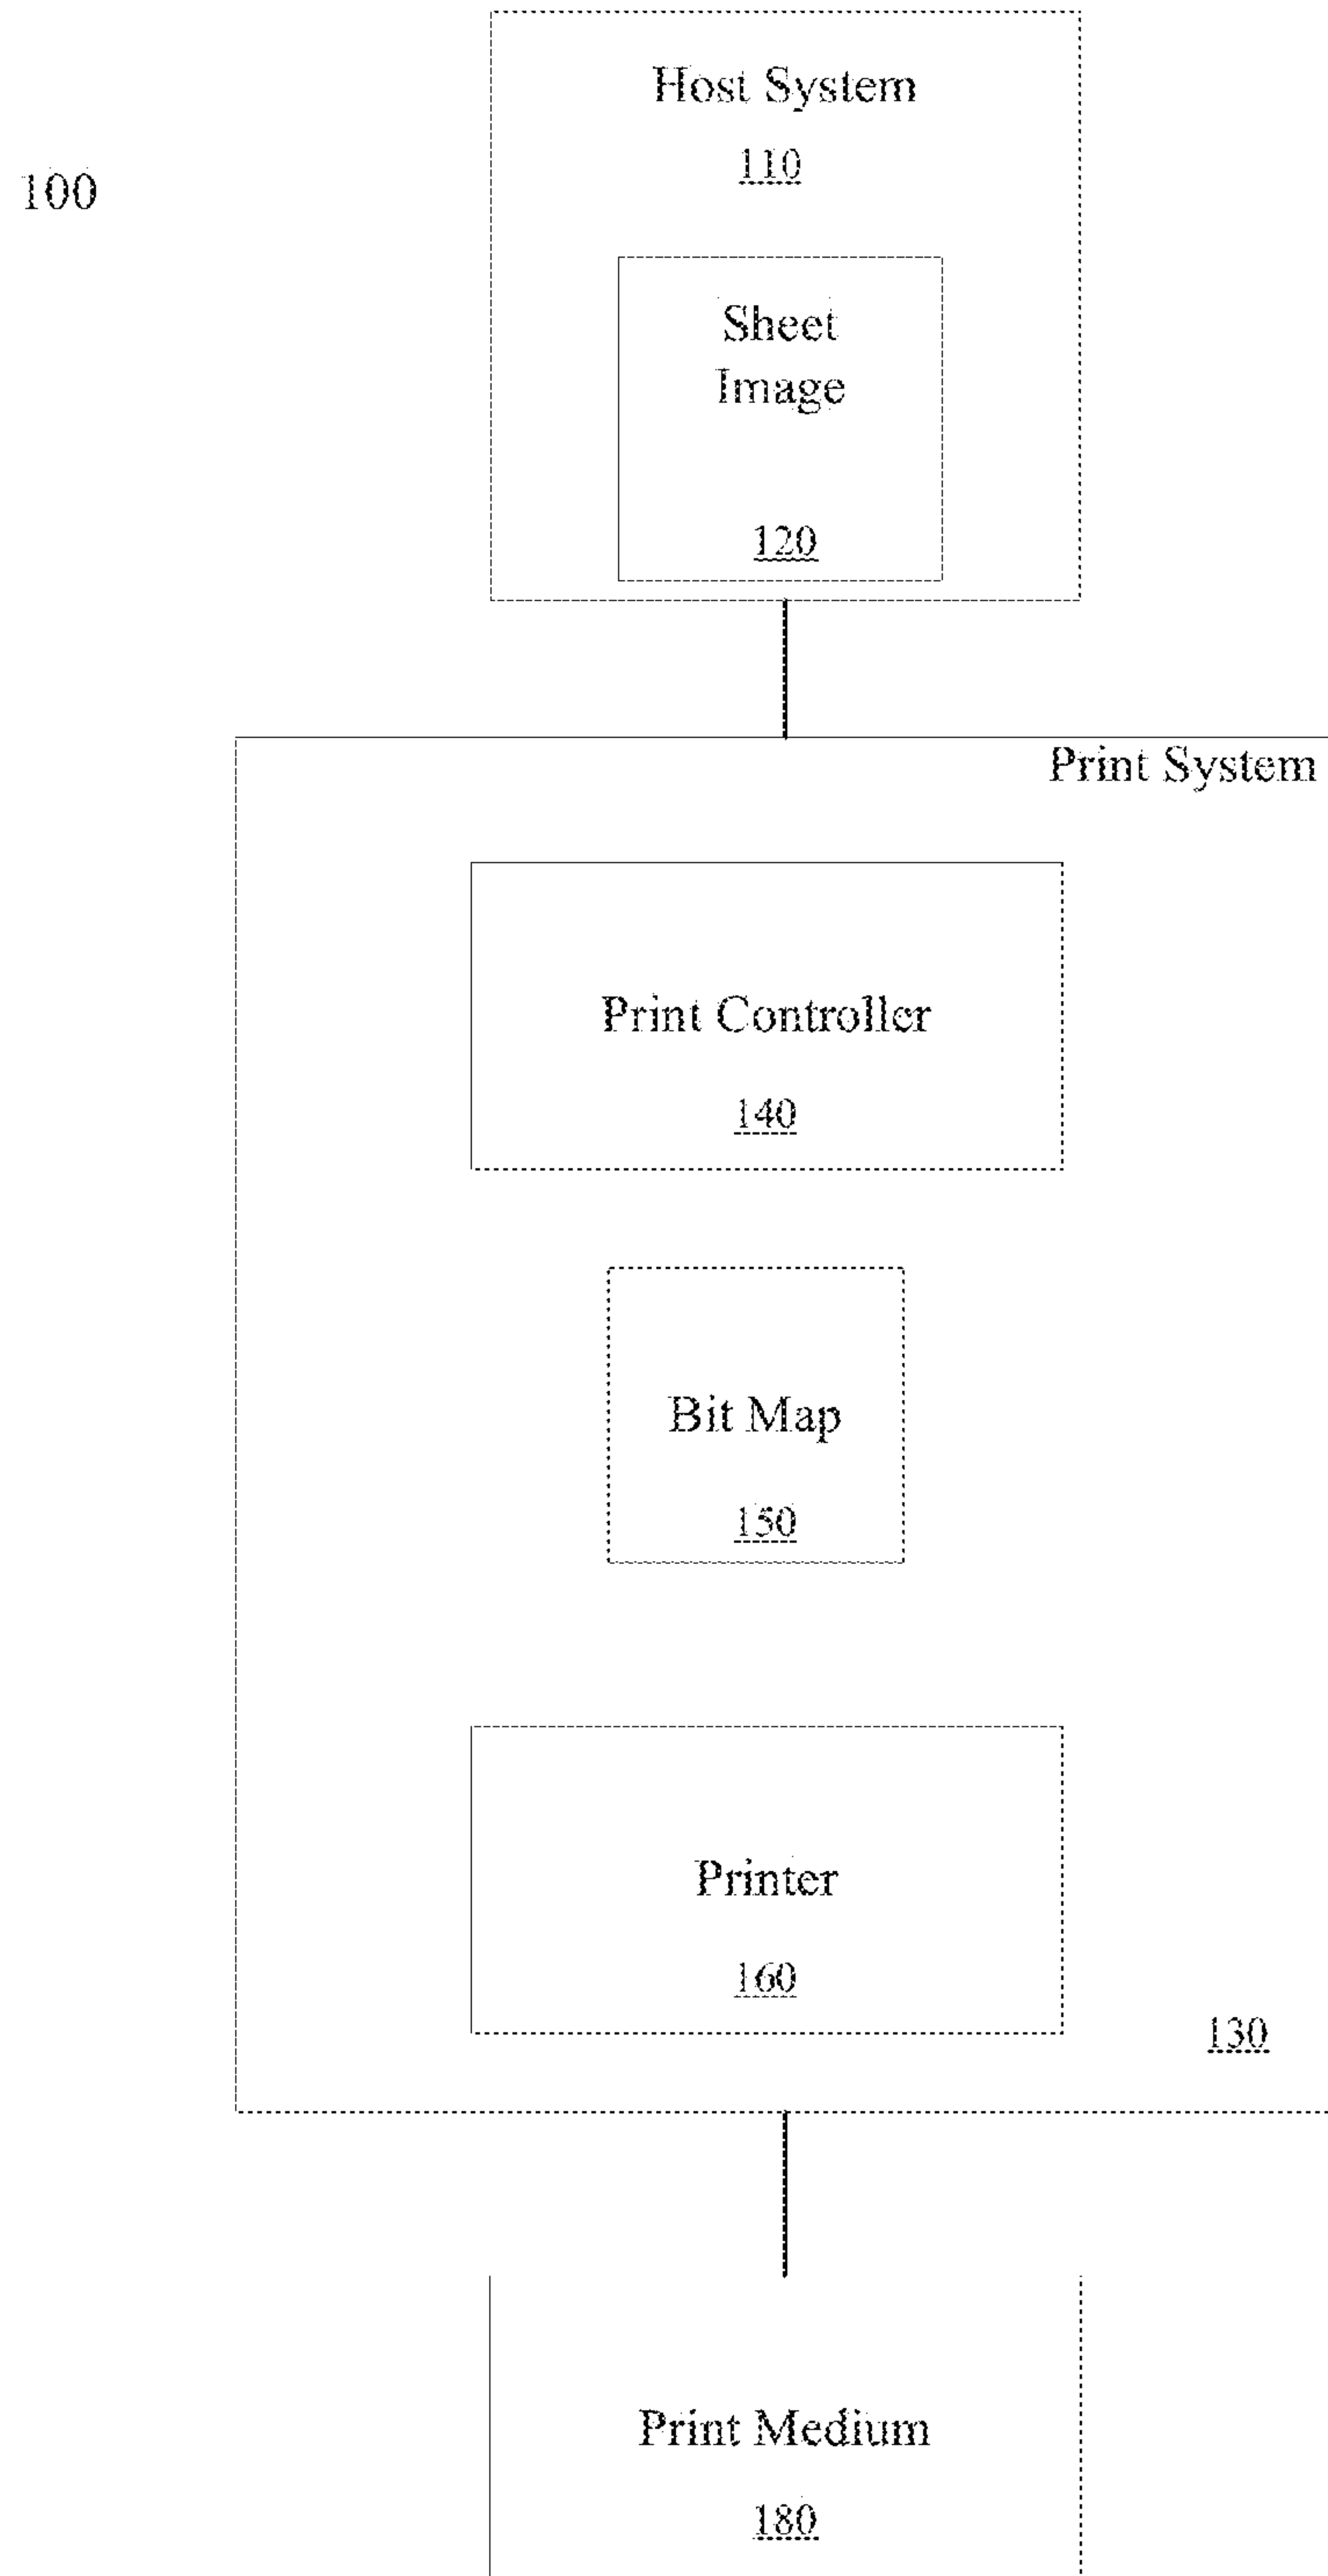 Host System
110
100
Sheet
Image
120
Print System
Print Controller
140
Bit Map
150
Printer
160
130
Print Medium
180